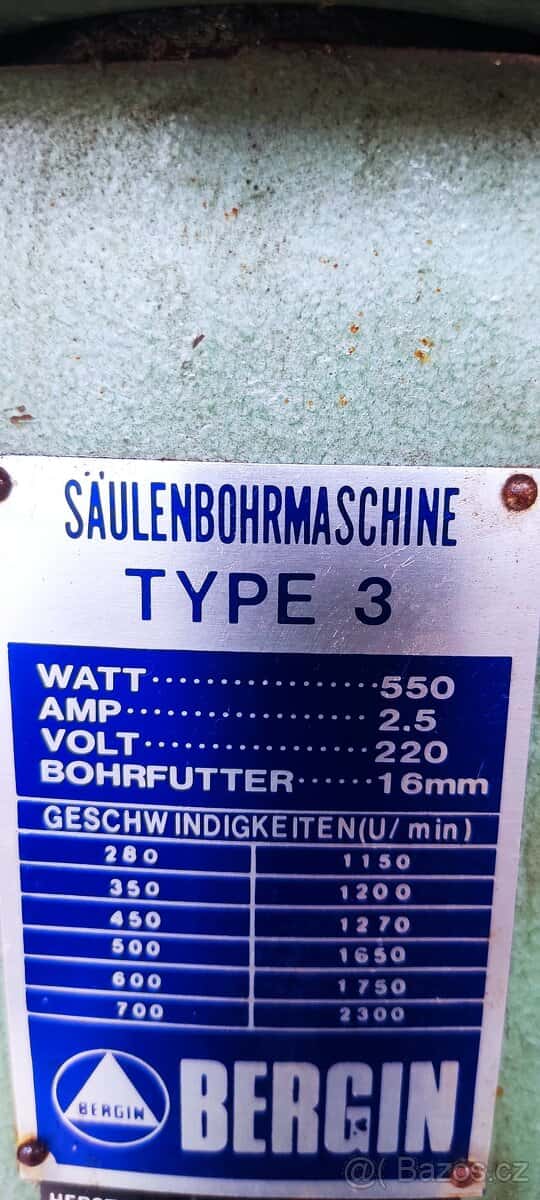 SÄULENBOHRMASCHINE
TYPE 3
WATT..............550
AMP.................2.5
VOLT................220
BOHRFUTTER......16mm
GESCHWINDIGKEITEN(U/min)
280 1150
350 1200
450 1270
500 1650
600 1750
700 2300
BERGIN BERGIN
@ Bazos.cz